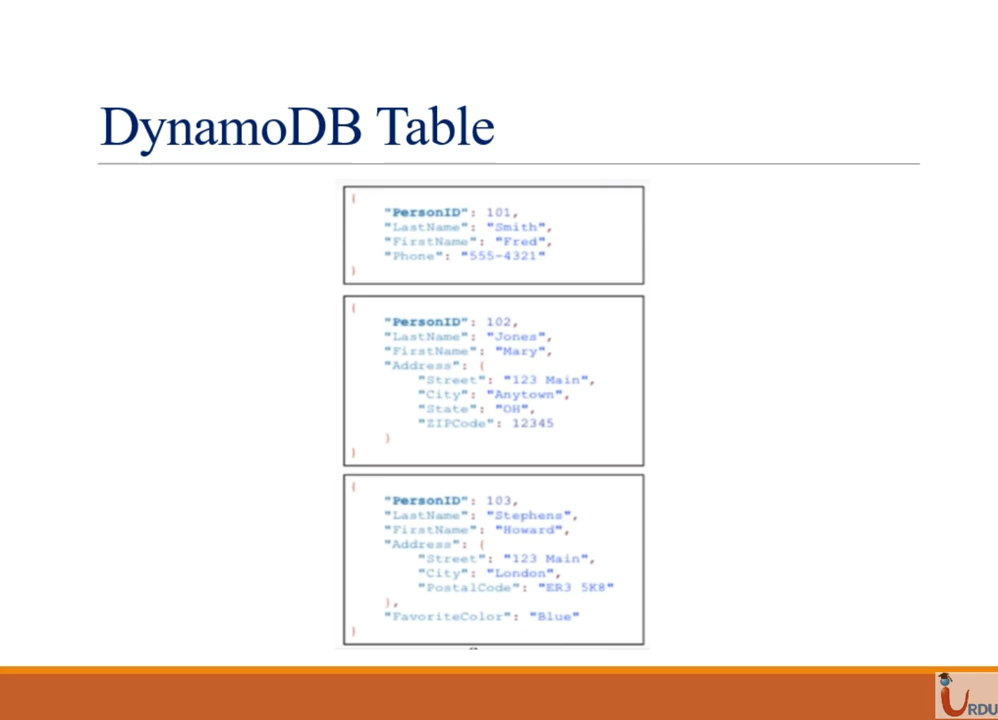 DynamoDB Table
{
"PersonID": 101,
"LastName": "Smith",
"FirstName": "Fred",
"Phone": "555-4321"
}
{
"PersonID": 102,
"LastName": "Jones",
"FirstName": "Mary",
"Address": {
"Street": "123 Main",
"City": "Anytown",
"State": "OH",
"ZIPCode": 12345
}
}
{
"PersonID": 103,
"LastName": "Stephens",
"FirstName": "Howard",
"Address": {
"Street": "123 Main",
"City": "London",
"PostalCode": "ER3 5K8"
},
"FavoriteColor": "Blue"
}
iURDU